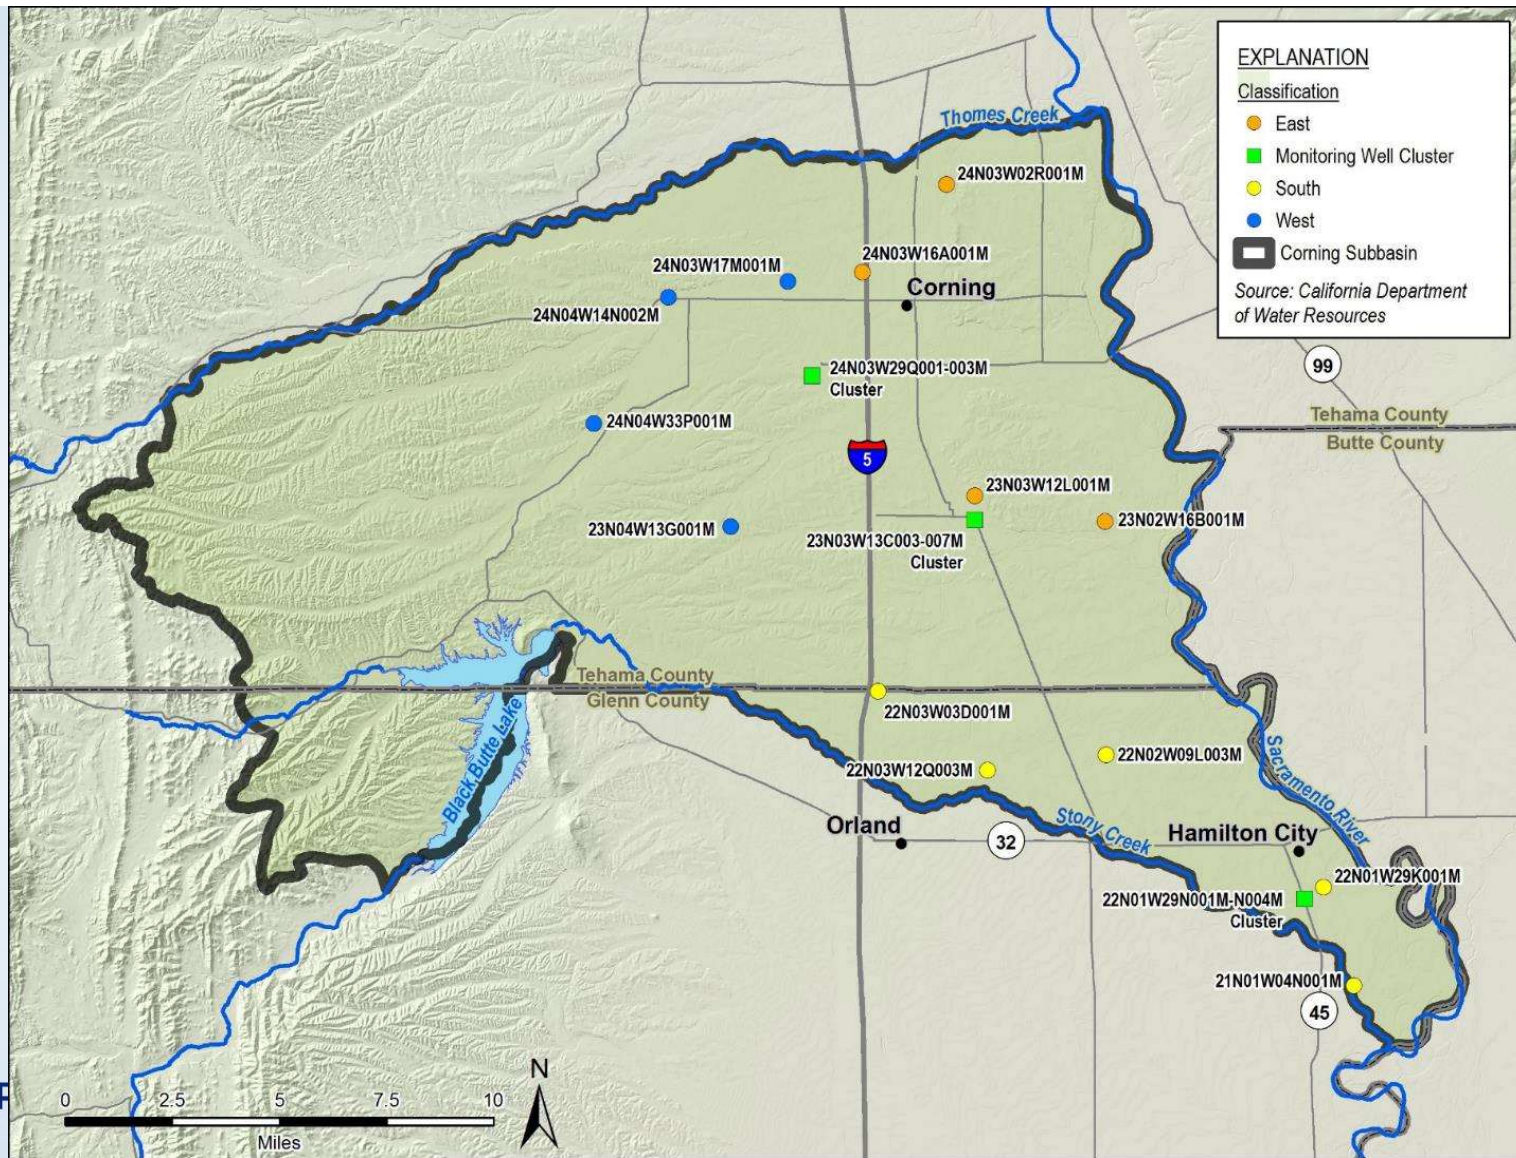 EXPLANATION
Classification
East
Monitoring Well Cluster
South
West
Corning Subbasin
Source: California Department
of Water Resources
Thomes Creek
24N03W02R001M
24N03W16A001M
24N03W17M001M
Corning
24N04W14N002M
99
24N03W29Q001-003M
Cluster
Tehama County
Butte County
24N04W33P001M
5
23N03W12L001M
23N02W16B001M
23N04W13G001M
23N03W13C003-007M
Cluster
Tehama County
Glenn County
22N03W03D001M
Black Butte Lake
Sacramento River
22N02W09L003M
22N03W12Q003M
Stony Creek
Orland
32
Hamilton City
22N01W29K001M
22N01W29N001M-N004M
Cluster
21N01W04N001M
45
N
0 2.5 5 7.5 10
Miles